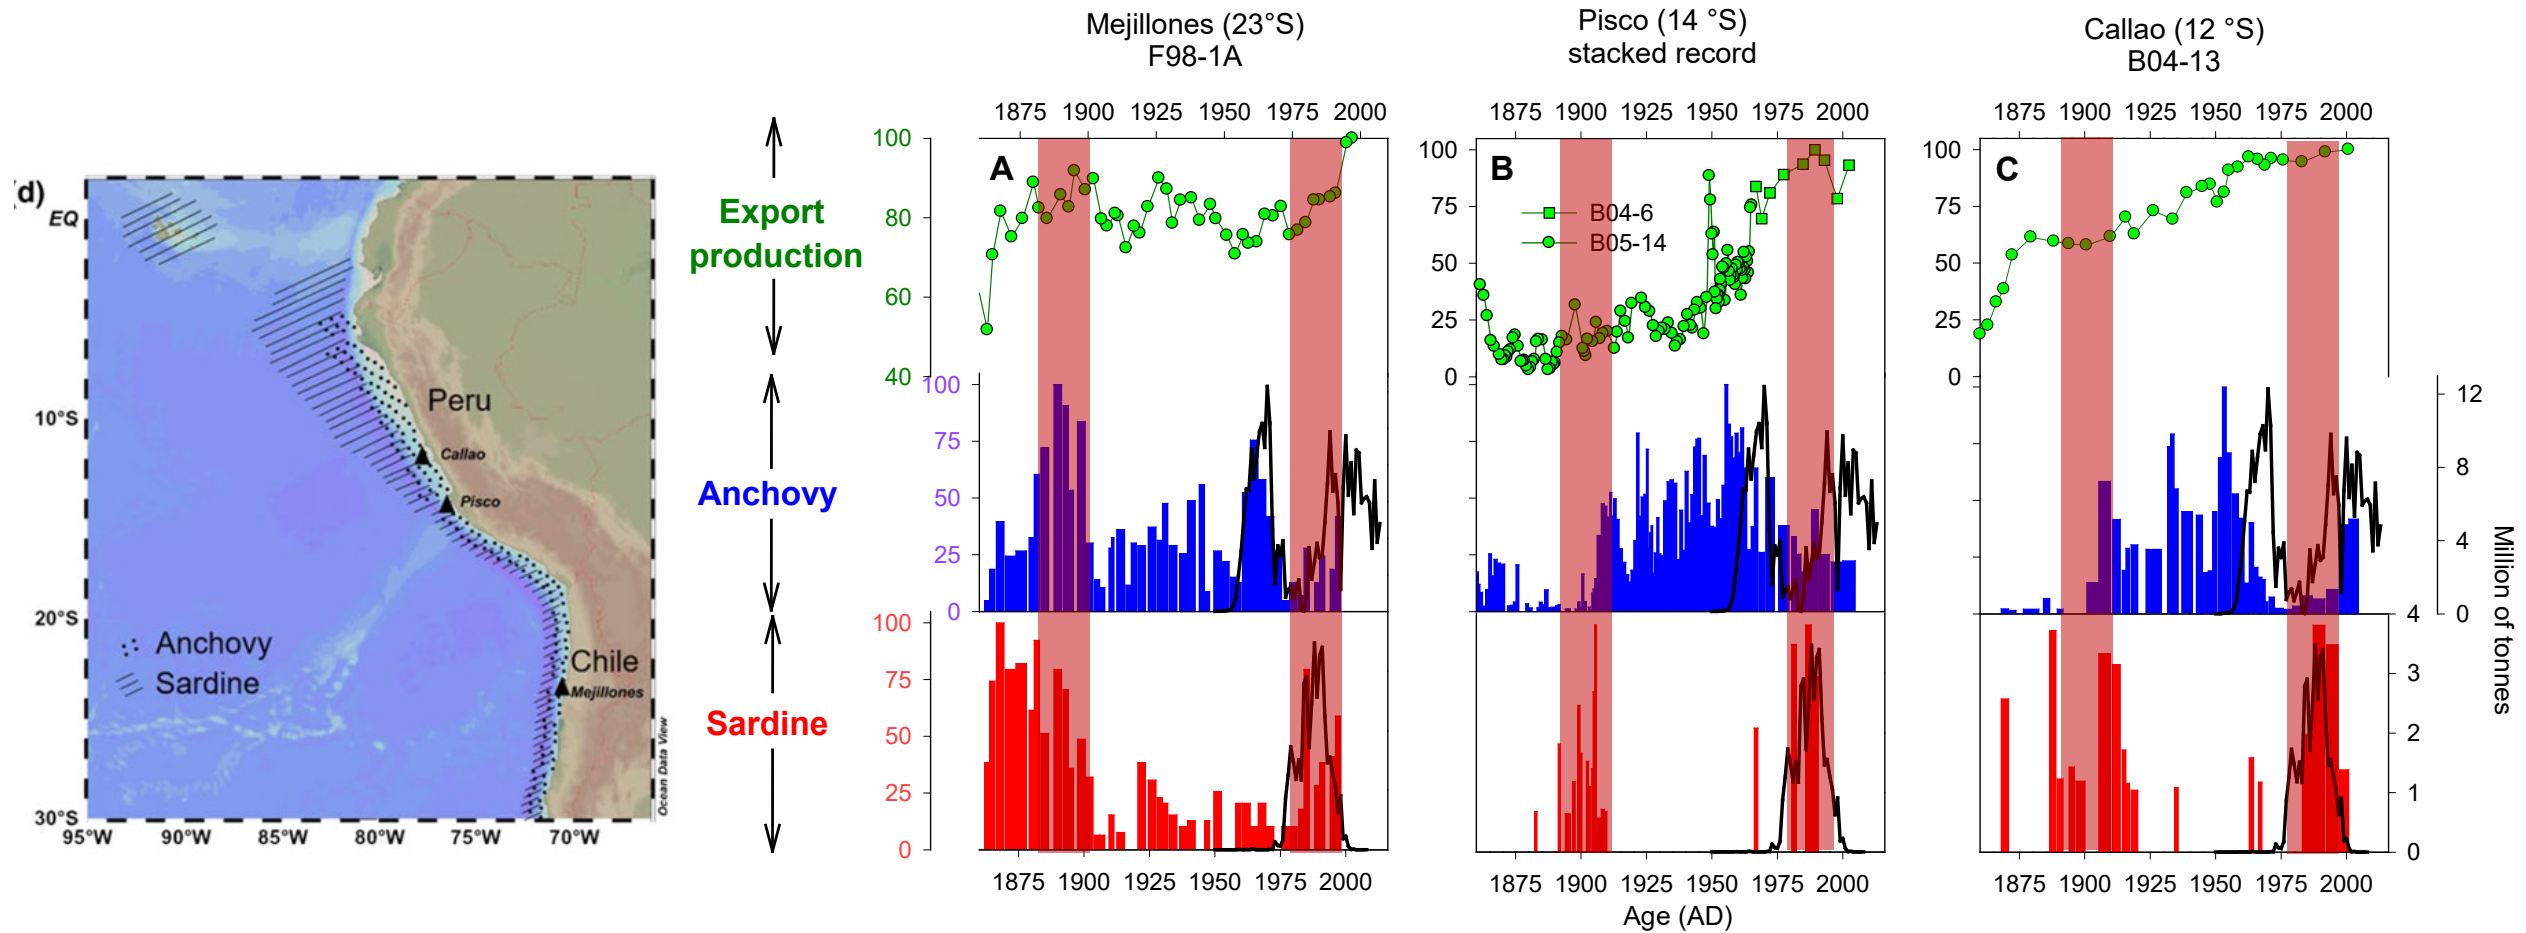 d)
EQ
10°S
20°S
30°S
95°W 90°W 85°W 80°W 75°W 70°W
Peru
Callao
Pisco
Chile
Mejillones
Anchovy
Sardine
Ocean Data View
Export
production
Anchovy
Sardine
Mejillones (23°S)
F98-1A
1875 1900 1925 1950 1975 2000
A
100
80
60
40
100
75
50
25
0
100
75
50
25
0
1875 1900 1925 1950 1975 2000
Pisco (14 °S)
stacked record
1875 1900 1925 1950 1975 2000
B
100
75
50
25
0
B04-6
B05-14
1875 1900 1925 1950 1975 2000
Age (AD)
Callao (12 °S)
B04-13
1875 1900 1925 1950 1975 2000
C
100
75
50
25
0
12
8
4
0
4
3
2
1
0
Million of tonnes
1875 1900 1925 1950 1975 2000